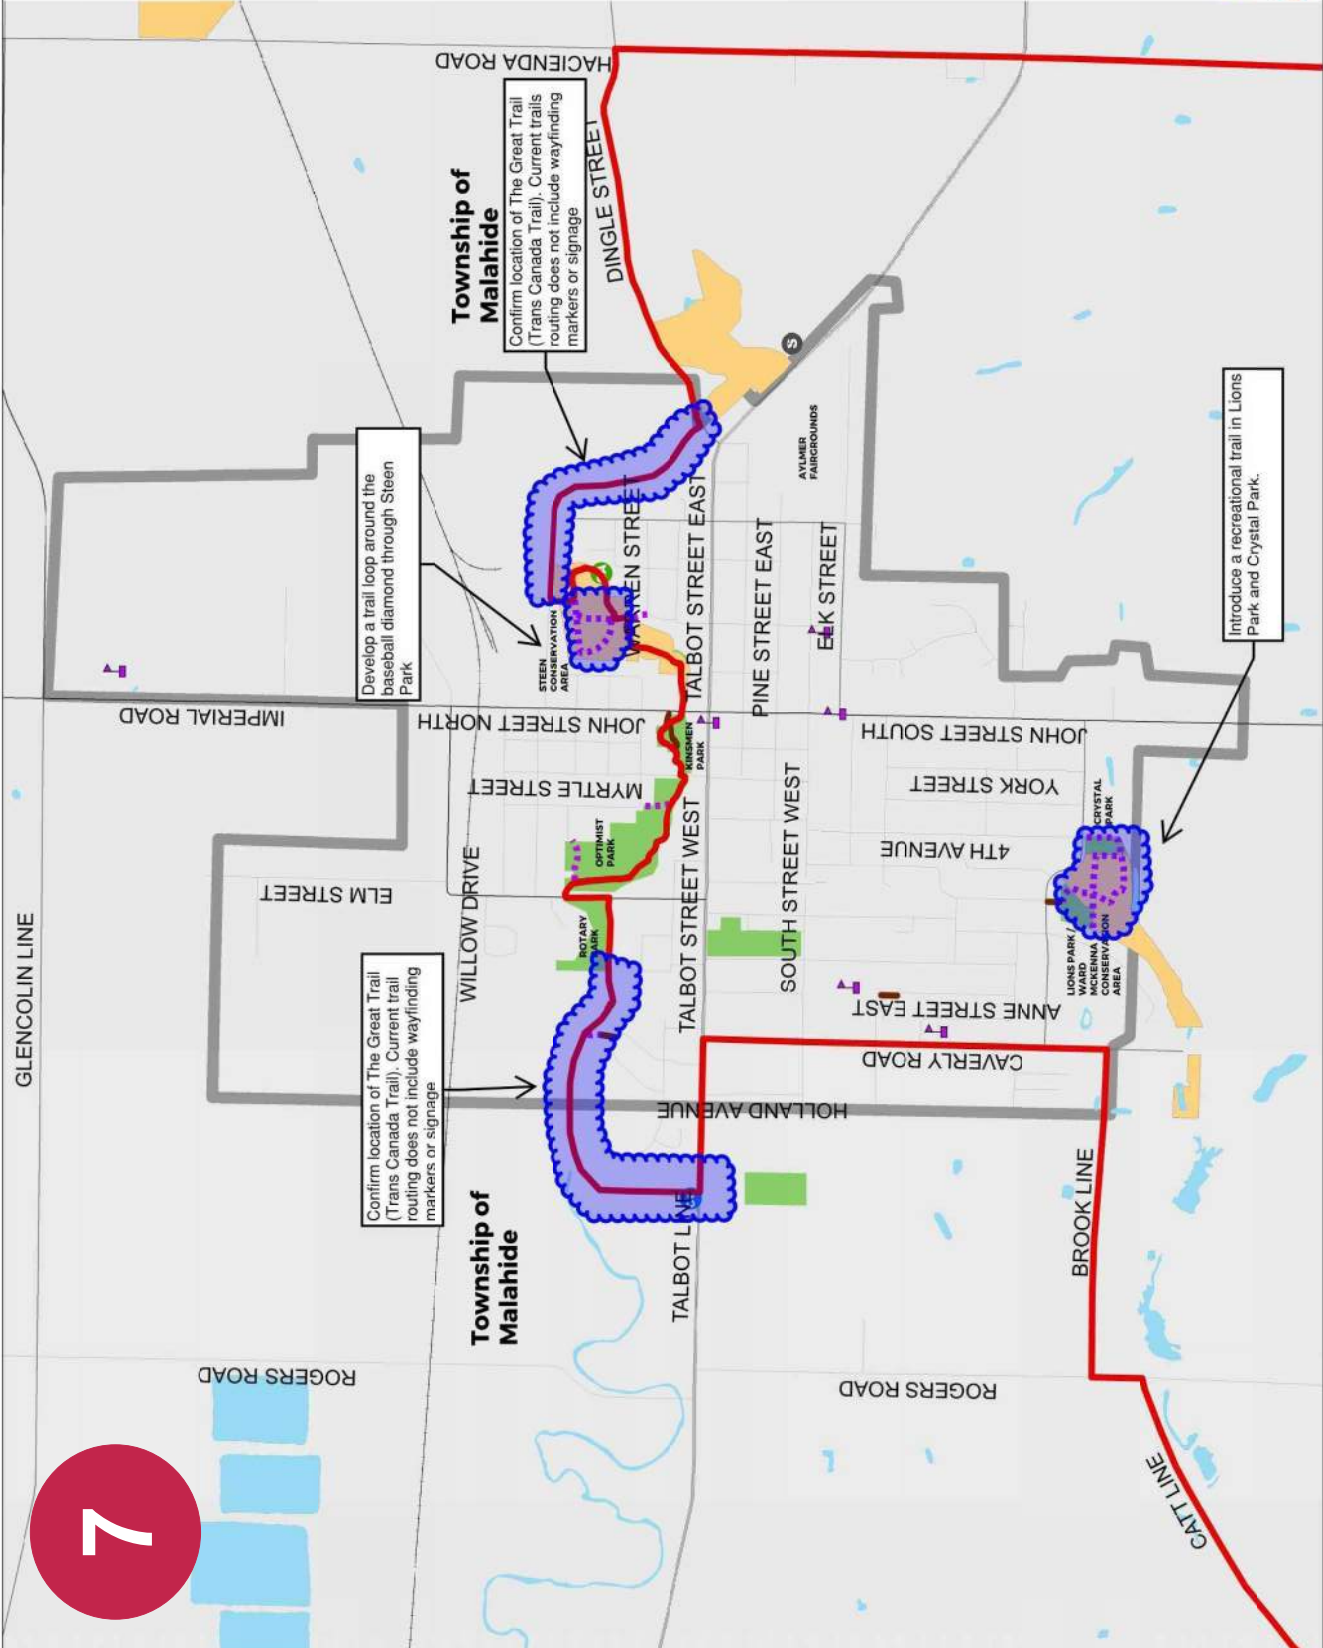 7
GLENCOLIN LINE
IMPERIAL ROAD
ROGERS ROAD
ELM STREET
Confirm location of The Great Trail
(Trans Canada Trail). Current trail
routing does not include wayfinding
markers or signage
Develop a trail loop around the
baseball diamond through Steen
Park
HACIENDA ROAD
Township of
Malahide
WILLOW DRIVE
JOHN STREET NORTH
MYRTLE STREET
Township of
Malahide
Confirm location of The Great Trail
(Trans Canada Trail). Current trails
routing does not include wayfinding
markers or signage
STEEN
CONSERVATION
AREA
ROTARY
PARK
OPTIMIST
PARK
DINGLE STREET
WARREN STREET
TALBOT LINE
TALBOT STREET WEST
KINSMEN
PARK
TALBOT STREET EAST
HOLLAND AVENUE
SOUTH STREET WEST
PINE STREET EAST
S
AYLMER
FAIRGROUNDS
ELK STREET
ROGERS ROAD
CAVERLY ROAD
ANNE STREET EAST
4TH AVENUE
YORK STREET
JOHN STREET SOUTH
BROOK LINE
LIONS PARK /
WARD
MCKENNA
CONSERVATION
AREA
CRYSTAL
PARK
CATT LINE
Introduce a recreational trail in Lions
Park and Crystal Park.